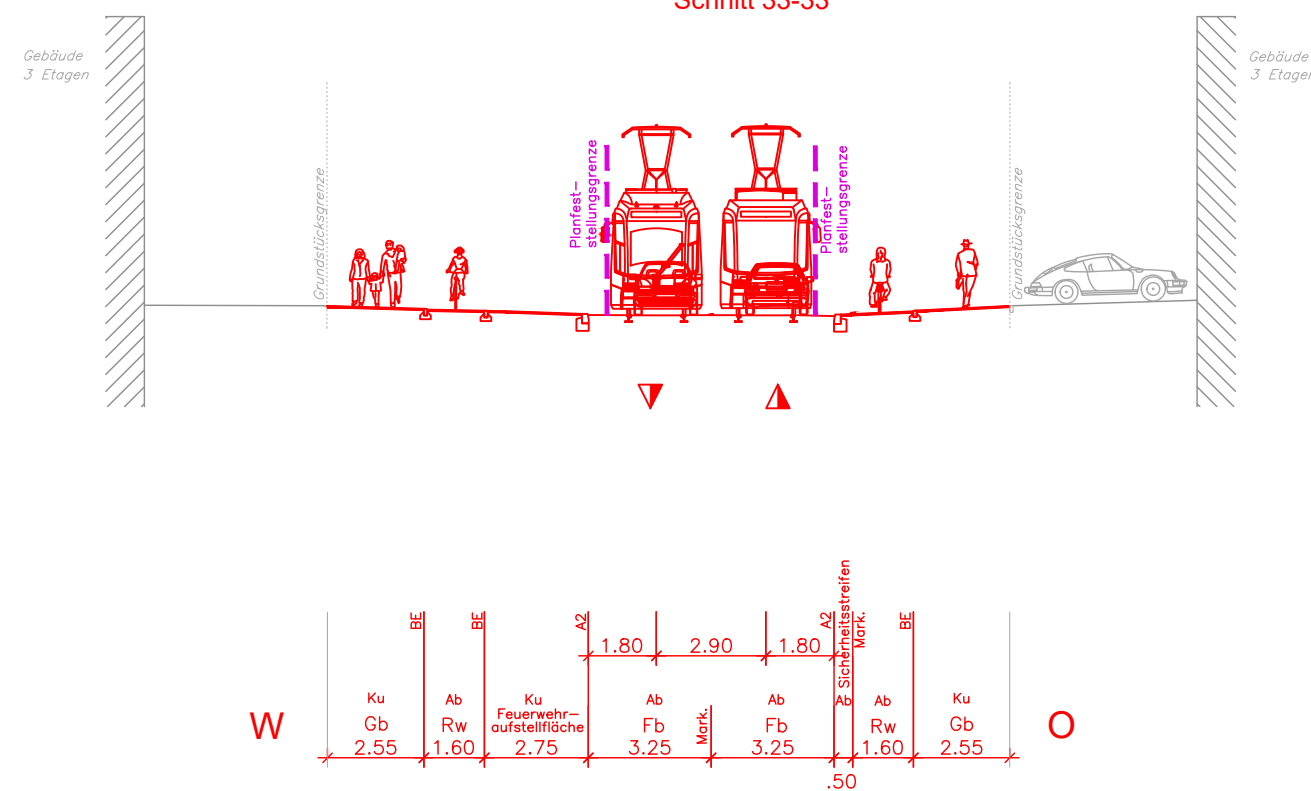 Schnitt 33-33
Gebäude
3 Etagen
Gebäude
3 Etagen
Grundstücksgrenze
Planfest–
stellungsgrenze
Planfest–
stellungsgrenze
Grundstücksgrenze
BE
BE
A2
A2
Sicherheitsstreifen
Mark.
BE
1.80
2.90
1.80
Ku
Ab
Ku
Ab
Ab
Ab
Ab
Ku
Gb
Rw
Feuerwehr–
aufstellfläche
Fb
Mark.
Fb
Rw
Gb
W
O
2.55
1.60
2.75
3.25
3.25
1.60
2.55
.50